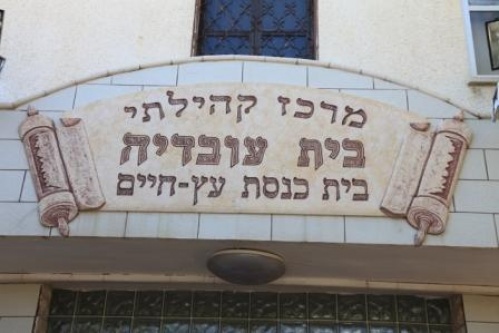 מרכז קהילתי
בית עובדיה
בית כנסת עץ-חיים